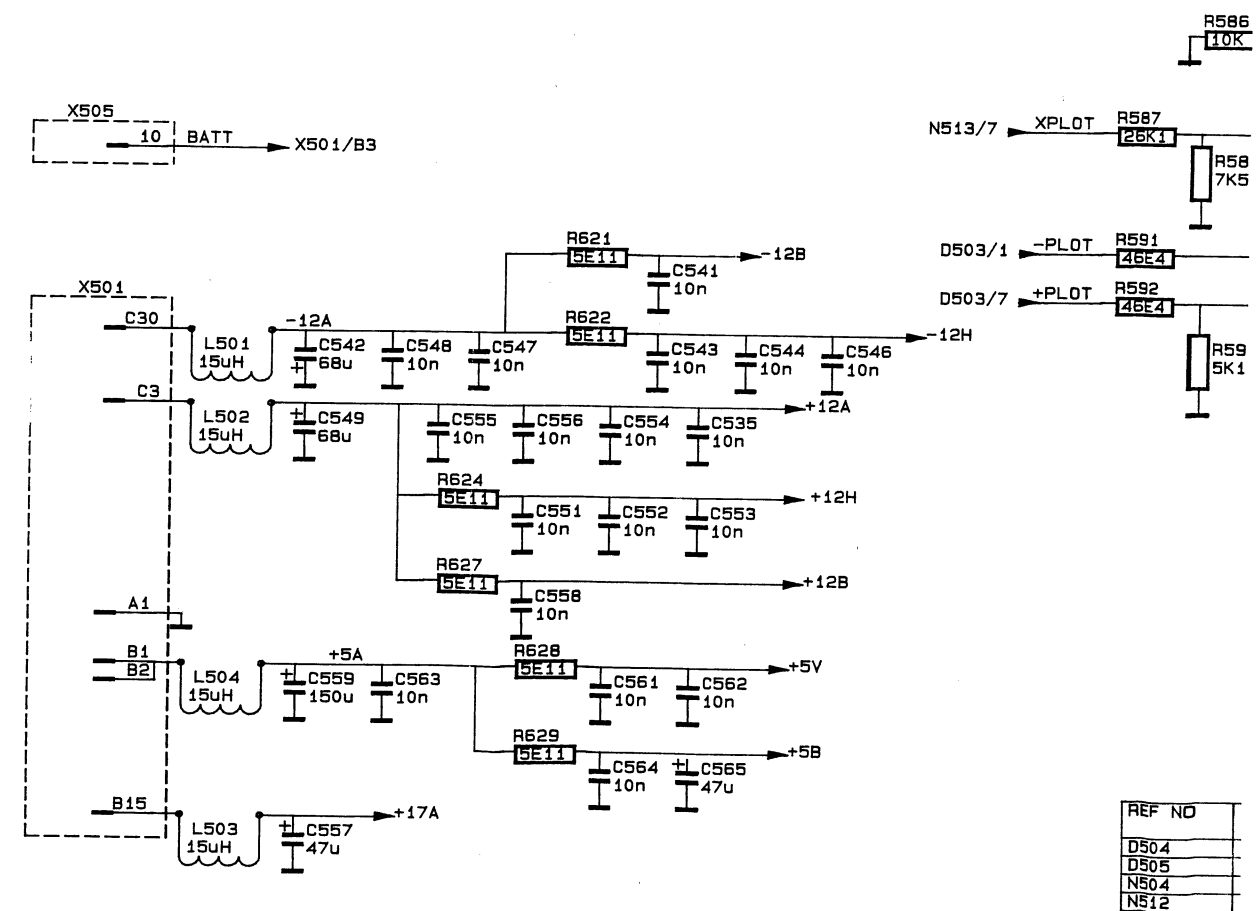 R586
10K
X505
10 BATT X501/B3
N513/7 XPLOT R587
26K1
R58
7K5
R621
5E11 -12B
C541
10n
D503/1 -PLOT R591
46E4
D503/7 +PLOT R592
46E4
R59
5K1
X501
C30 -12A R622
5E11 -12H
L501
15uH
C542
68u
C548
10n
C547
10n
C543
10n
C544
10n
C546
10n
C3 +12A
L502
15uH
C549
68u
C555
10n
C556
10n
C554
10n
C535
10n
R624
5E11 +12H
C551
10n
C552
10n
C553
10n
R627
5E11 +12B
C558
10n
A1
B1
B2
+5A R628
5E11 +5V
L504
15uH
C559
150u
C563
10n
C561
10n
C562
10n
R629
5E11 +5B
C564
10n
C565
47u
B15 +17A
L503
15uH
C557
47u
REF NO
D504
D505
N504
N512